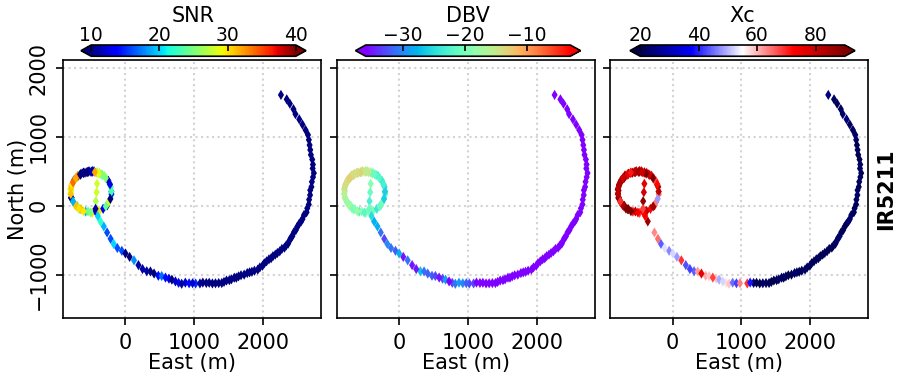 SNR DBV Xc
10 20 30 40 −30 −20 −10 20 40 60 80
2000
1000
0
−1000
North (m)
IR5211
0 1000 2000 0 1000 2000 0 1000 2000
East (m) East (m) East (m)